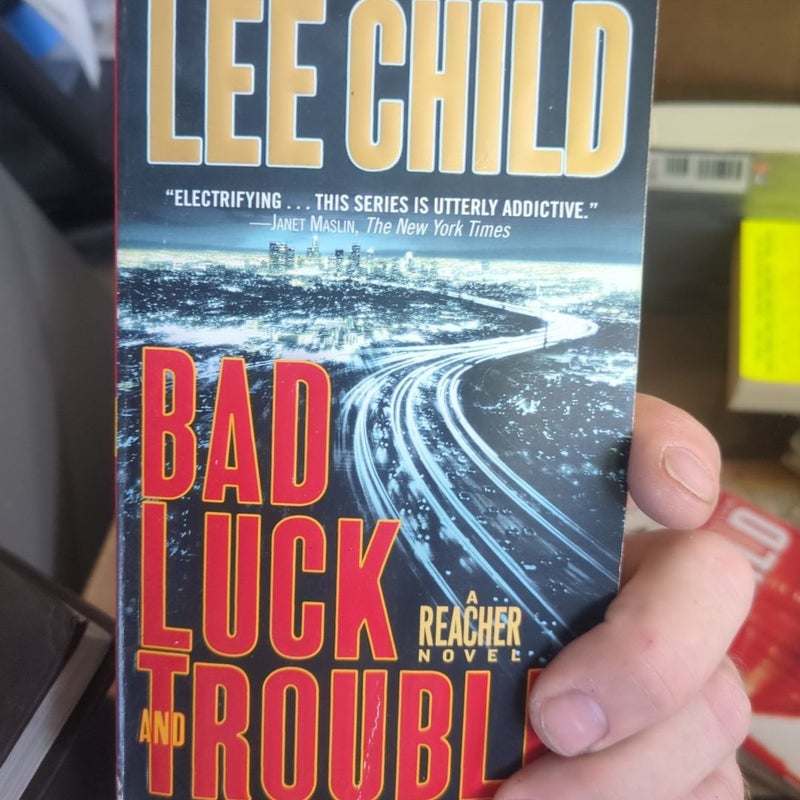 LEE CHILD
"ELECTRIFYING . . . THIS SERIES IS UTTERLY ADDICTIVE."
—JANET MASLIN, The New York Times
BAD
LUCK
AND TROUBL
A
REACHER
NOVEL
LD